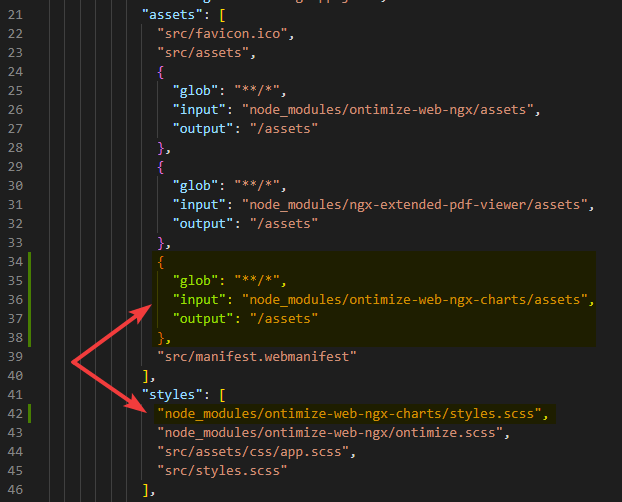 21 "assets": [
22 "src/favicon.ico",
23 "src/assets",
24 {
25 "glob": "**/*",
26 "input": "node_modules/ontimize-web-ngx/assets",
27 "output": "/assets"
28 },
29 {
30 "glob": "**/*",
31 "input": "node_modules/ngx-extended-pdf-viewer/assets",
32 "output": "/assets"
33 },
34 {
35 "glob": "**/*",
36 "input": "node_modules/ontimize-web-ngx-charts/assets",
37 "output": "/assets"
38 },
39 "src/manifest.webmanifest"
40 ],
41 "styles": [
42 "node_modules/ontimize-web-ngx-charts/styles.scss",
43 "node_modules/ontimize-web-ngx/ontimize.scss",
44 "src/assets/css/app.scss",
45 "src/styles.scss"
46 ],